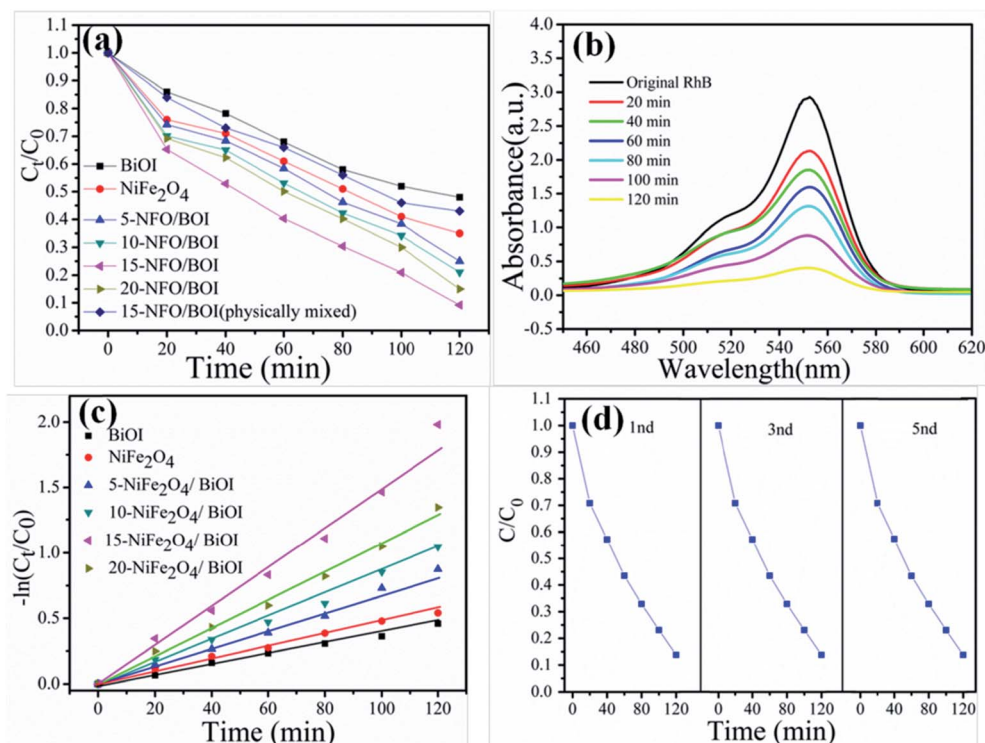 (a)
1.1
1.0
0.9
0.8
0.7
0.6
0.5
0.4
0.3
0.2
0.1
0.0
Ct/C0
BiOI
NiFe2O4
5-NFO/BOI
10-NFO/BOI
15-NFO/BOI
20-NFO/BOI
15-NFO/BOI(physically mixed)
0 20 40 60 80 100 120
Time (min)
(b)
4.0
3.5
3.0
2.5
2.0
1.5
1.0
0.5
0.0
-0.5
Absorbance(a.u.)
Original RhB
20 min
40 min
60 min
80 min
100 min
120 min
460 480 500 520 540 560 580 600 620
Wavelength(nm)
(c)
2.0
1.5
1.0
0.5
0.0
-ln(Ct/C0)
BiOI
NiFe2O4
5-NiFe2O4/ BiOI
10-NiFe2O4/ BiOI
15-NiFe2O4/ BiOI
20-NiFe2O4/ BiOI
0 20 40 60 80 100 120
Time (min)
(d)
1.1
1.0
0.9
0.8
0.7
0.6
0.5
0.4
0.3
0.2
0.1
0.0
C/C0
1nd 3nd 5nd
0 40 80 120 0 40 80 120 0 40 80 120
Time (min)